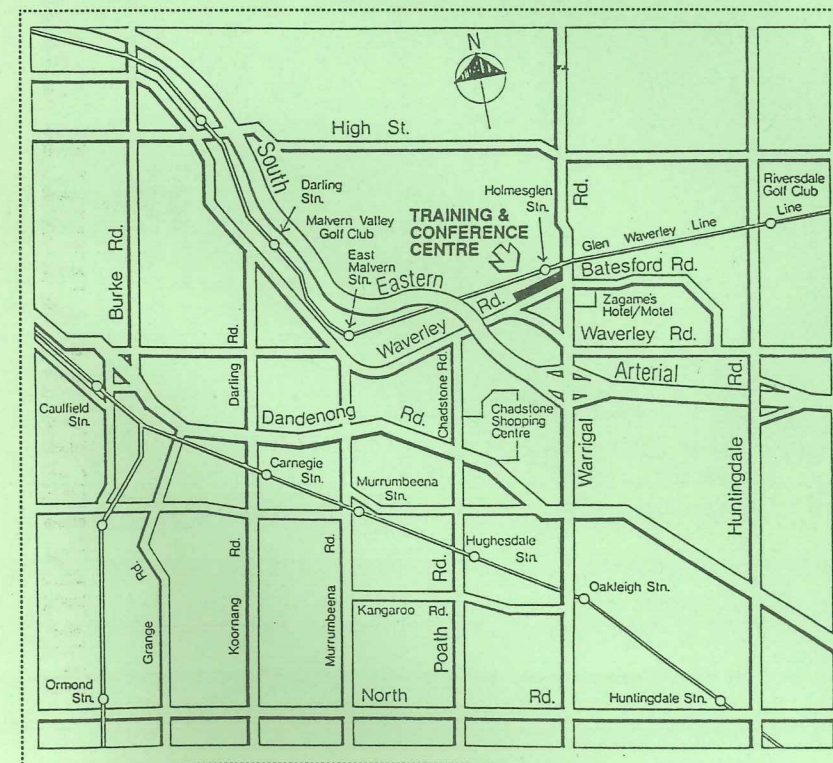 N
High St.
South
Darling
Stn.
Malvern Valley
Golf Club
East
Malvern
Stn.
TRAINING &
CONFERENCE
CENTRE
Holmesglen
Stn.
Rd.
Riversdale
Golf Club
Glen Waverley Line
Line
Batesford Rd.
Eastern
Zagame's
Hotel/Motel
Waverley Rd.
Waverley Rd.
Burke Rd.
Rd.
Darling
Chadstone Rd.
Arterial
Rd.
Caulfield
Stn.
Dandenong Rd.
Chadstone
Shopping
Centre
Warrigal
Huntingdale
Carnegie
Stn.
Murrumbeena
Stn.
Hughesdale
Stn.
Oakleigh Stn.
Rd.
Grange
Rd.
Koornang
Rd.
Murrumbeena
Kangaroo Rd.
Rd.
Poath
Ormond
Stn.
North Rd.
Huntingdale Stn.